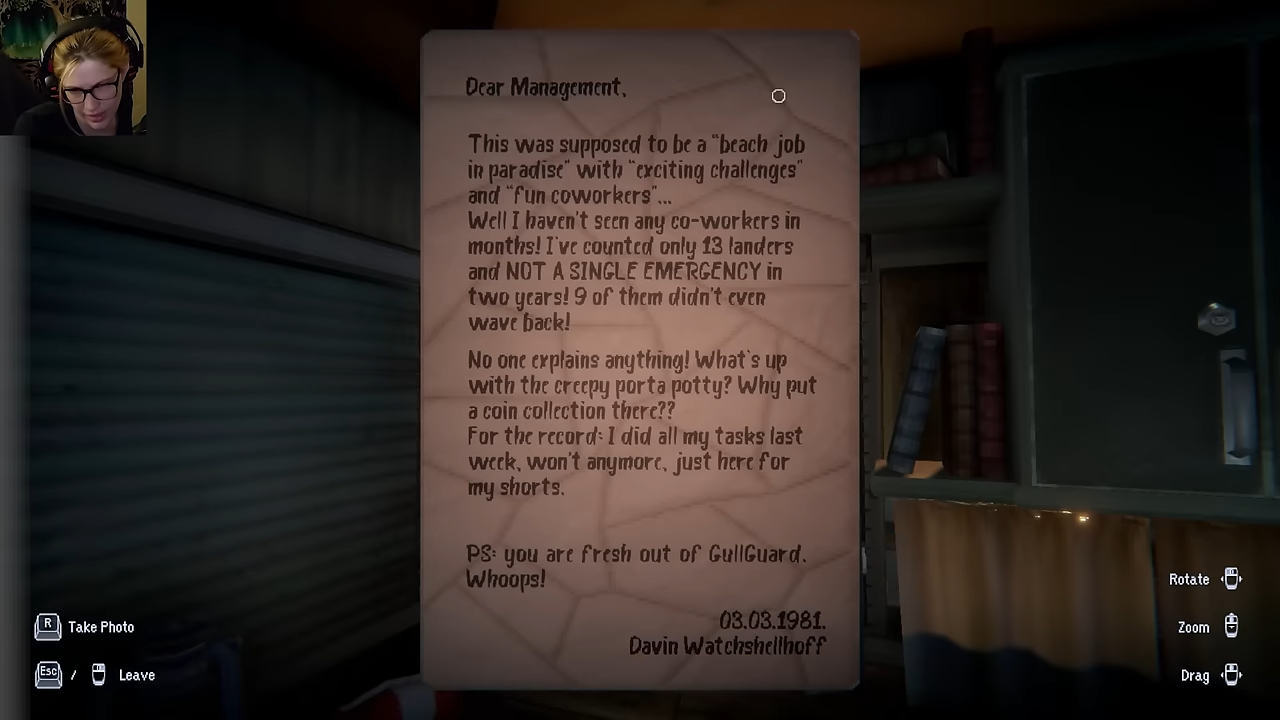 Dear Management,
This was supposed to be a "beach job
in paradise" with "exciting challenges"
and "fun coworkers"...
Well I haven't seen any co-workers in
months! I've counted only 13 landers
and NOT A SINGLE EMERGENCY in
two years! 9 of them didn't even
wave back!
No one explains anything! What's up
with the creepy porta potty? Why put
a coin collection there??
For the record: I did all my tasks last
week, won't anymore, just here for
my shorts.
PS: you are fresh out of GullGuard.
Whoops!
03.03.1981.
Davin Watchshellhoff
R Take Photo
Esc / Leave
Rotate
Zoom
Drag